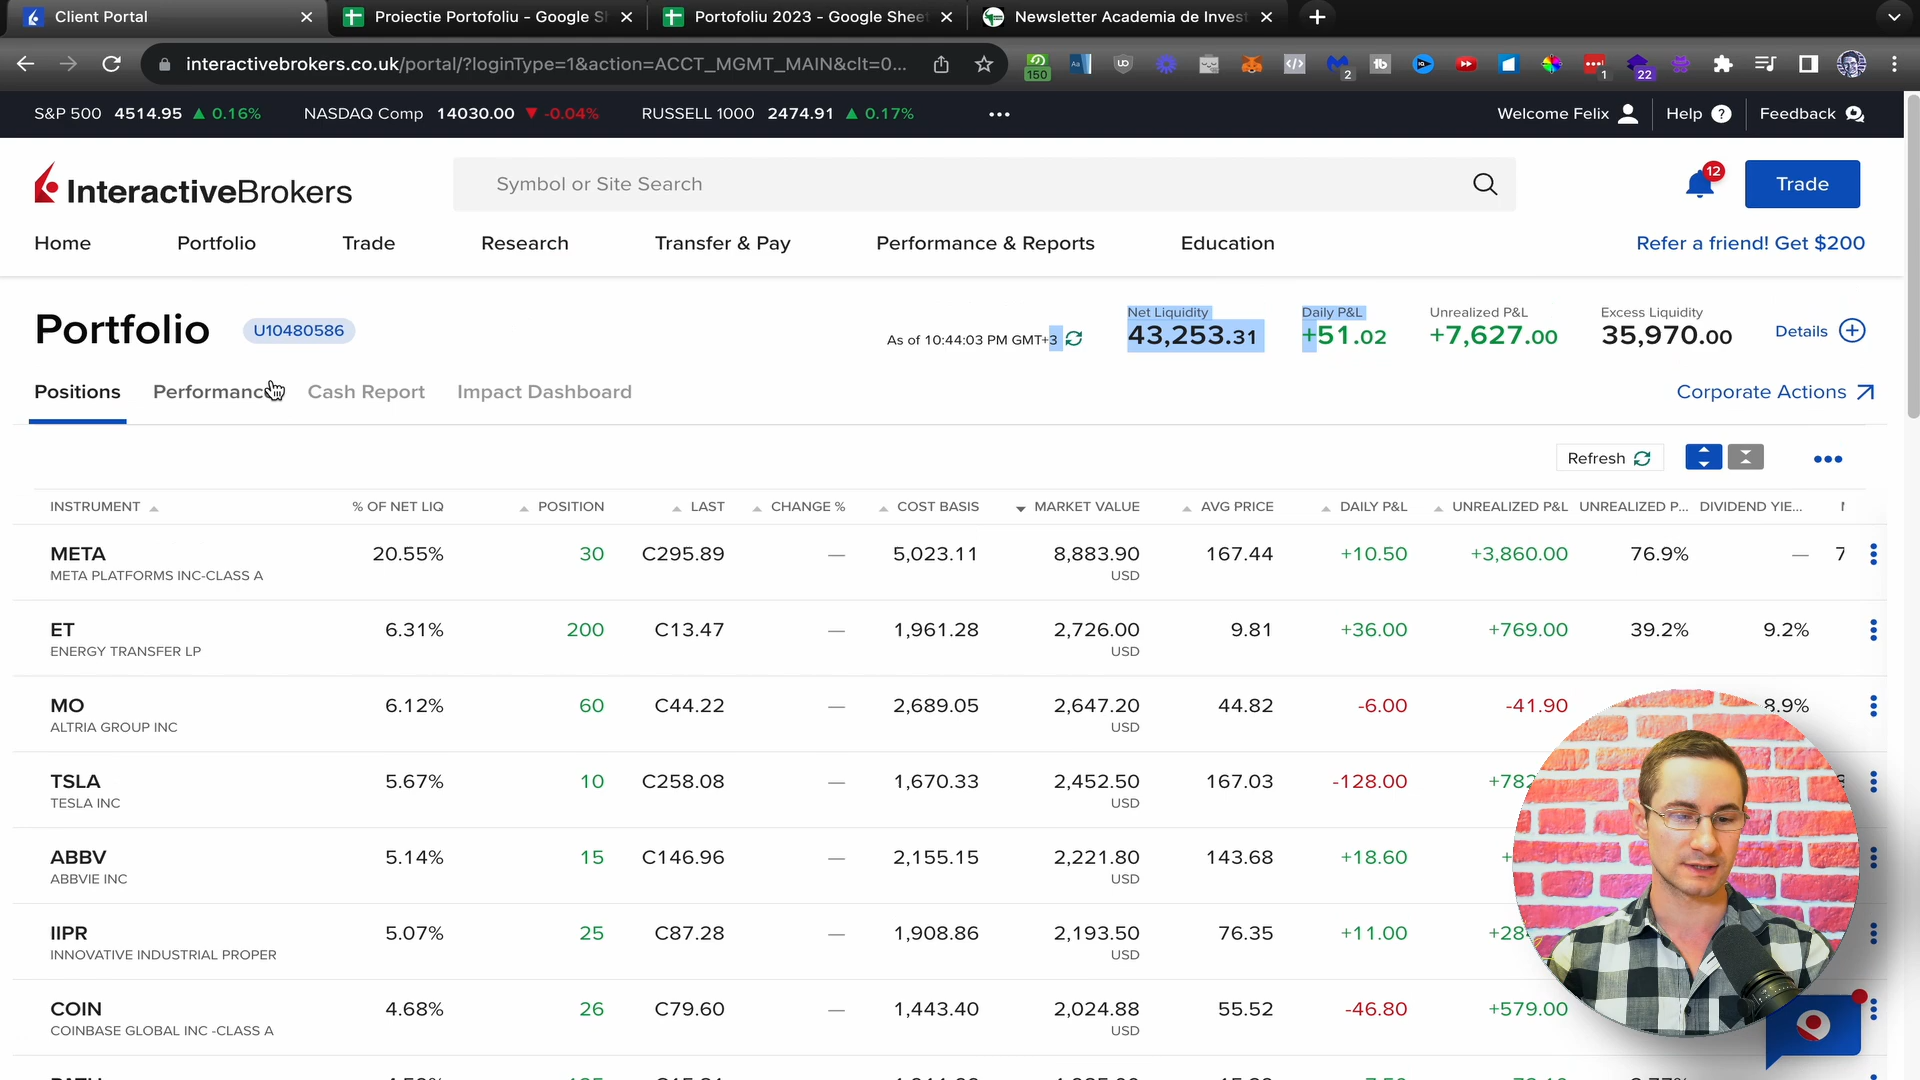 Client Portal
Proiectie Portofoliu - Google S
Portofoliu 2023 - Google Sheet
Newsletter Academia de Invest
interactivebrokers.co.uk/portal/?loginType=1&action=ACCT_MGMT_MAIN&clt=0...
150
2
1
22
S&P 500 4514.95 ▲ 0.16%
NASDAQ Comp 14030.00 ▼ -0.04%
RUSSELL 1000 2474.91 ▲ 0.17%
Welcome Felix
Help ?
Feedback
InteractiveBrokers
Symbol or Site Search
12
Trade
Home Portfolio Trade Research Transfer & Pay Performance & Reports Education
Refer a friend! Get $200
Portfolio U10480586
As of 10:44:03 PM GMT+3
Net Liquidity Daily P&L Unrealized P&L Excess Liquidity
43,253.31 +51.02 +7,627.00 35,970.00
Details
Positions Performance Cash Report Impact Dashboard
Corporate Actions
Refresh
INSTRUMENT % OF NET LIQ POSITION LAST CHANGE % COST BASIS MARKET VALUE AVG PRICE DAILY P&L UNREALIZED P&L UNREALIZED P... DIVIDEND YIE...
META 20.55% 30 C295.89 — 5,023.11 8,883.90 167.44 +10.50 +3,860.00 76.9% — 7
META PLATFORMS INC-CLASS A USD
ET 6.31% 200 C13.47 — 1,961.28 2,726.00 9.81 +36.00 +769.00 39.2% 9.2%
ENERGY TRANSFER LP USD
MO 6.12% 60 C44.22 — 2,689.05 2,647.20 44.82 -6.00 -41.90 8.9%
ALTRIA GROUP INC USD
TSLA 5.67% 10 C258.08 — 1,670.33 2,452.50 167.03 -128.00 +782
TESLA INC USD
ABBV 5.14% 15 C146.96 — 2,155.15 2,221.80 143.68 +18.60 +
ABBVIE INC USD
IIPR 5.07% 25 C87.28 — 1,908.86 2,193.50 76.35 +11.00 +28
INNOVATIVE INDUSTRIAL PROPER USD
COIN 4.68% 26 C79.60 — 1,443.40 2,024.88 55.52 -46.80 +579.00
COINBASE GLOBAL INC -CLASS A USD